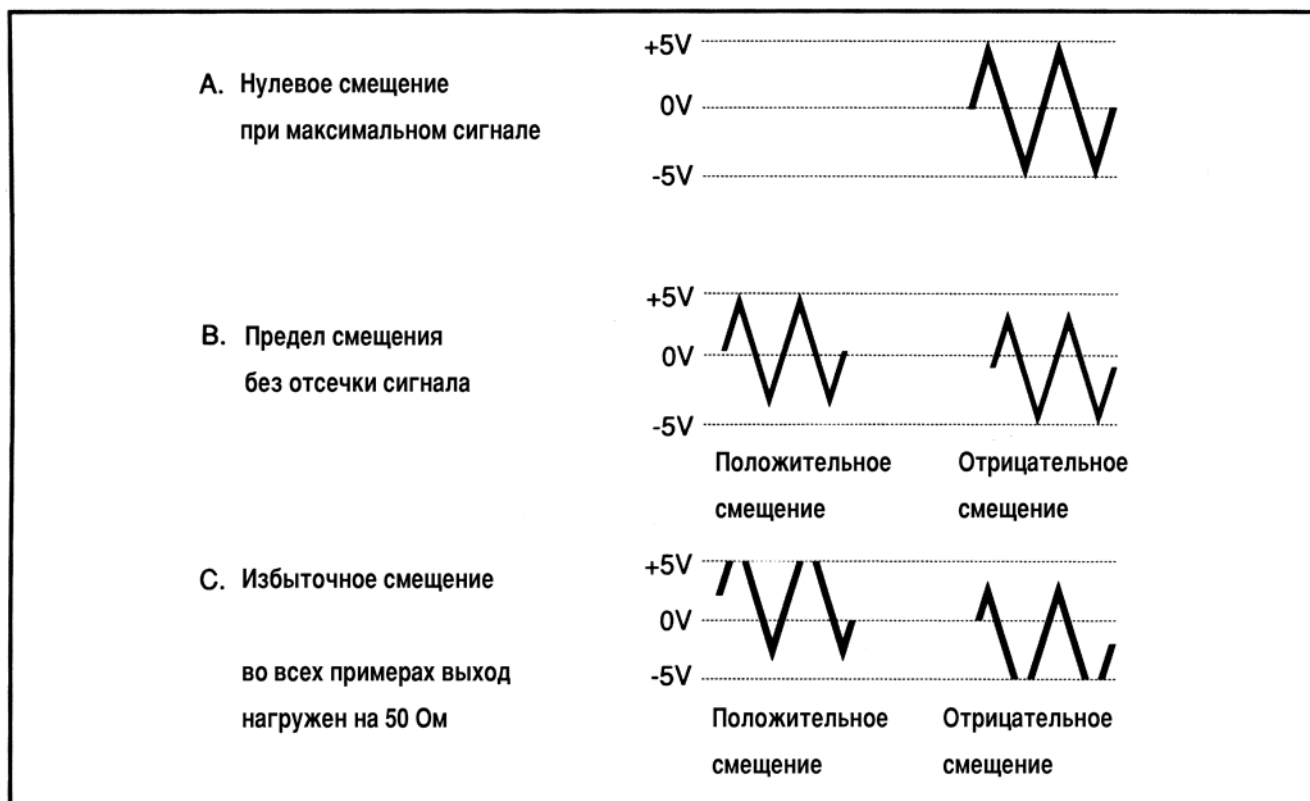 A. Нулевое смещение
при максимальном сигнале
+5V
0V
-5V
B. Предел смещения
без отсечки сигнала
+5V
0V
-5V
Положительное
смещение
Отрицательное
смещение
C. Избыточное смещение
во всех примерах выход
нагружен на 50 Ом
+5V
0V
-5V
Положительное
смещение
Отрицательное
смещение